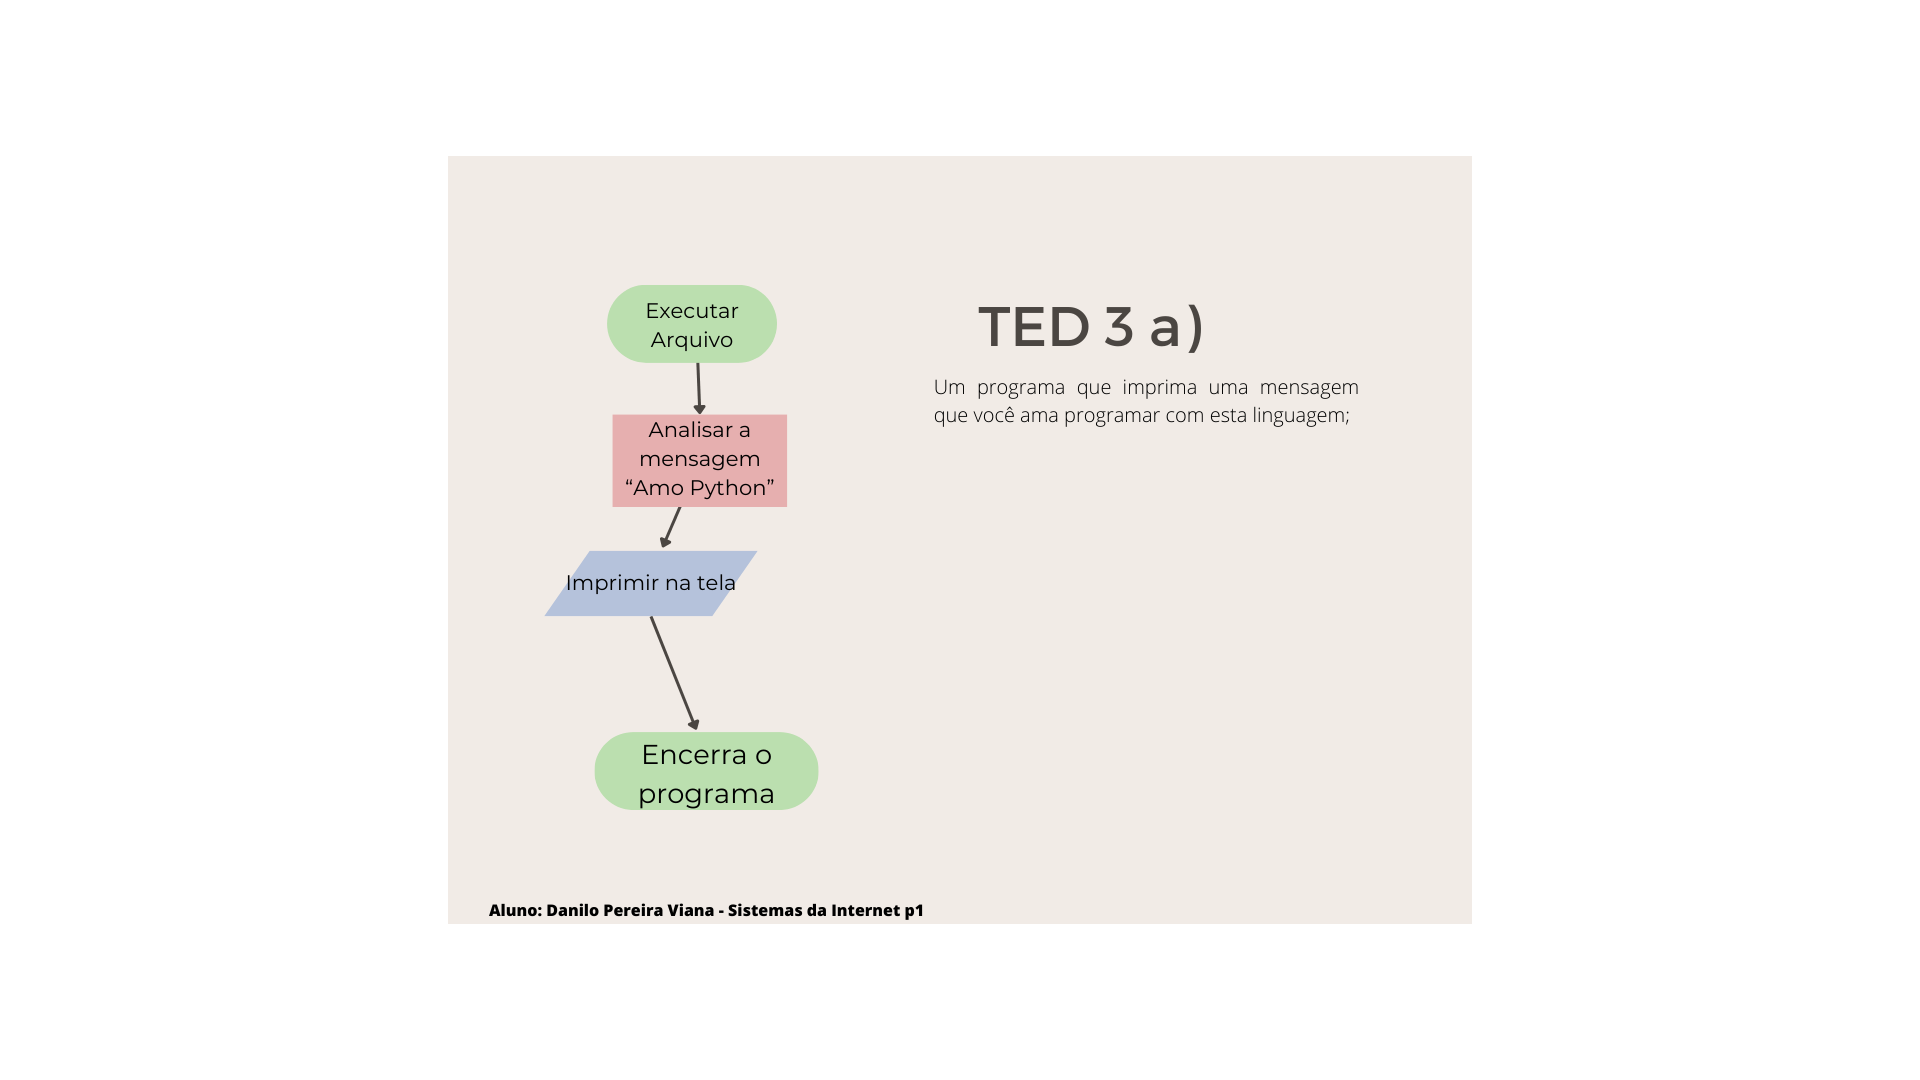 Executar
Arquivo
Analisar a
mensagem
“Amo Python”
Imprimir na tela
Encerra o
programa
TED 3 a)
Um programa que imprima uma mensagem
que você ama programar com esta linguagem;
Aluno: Danilo Pereira Viana - Sistemas da Internet p1